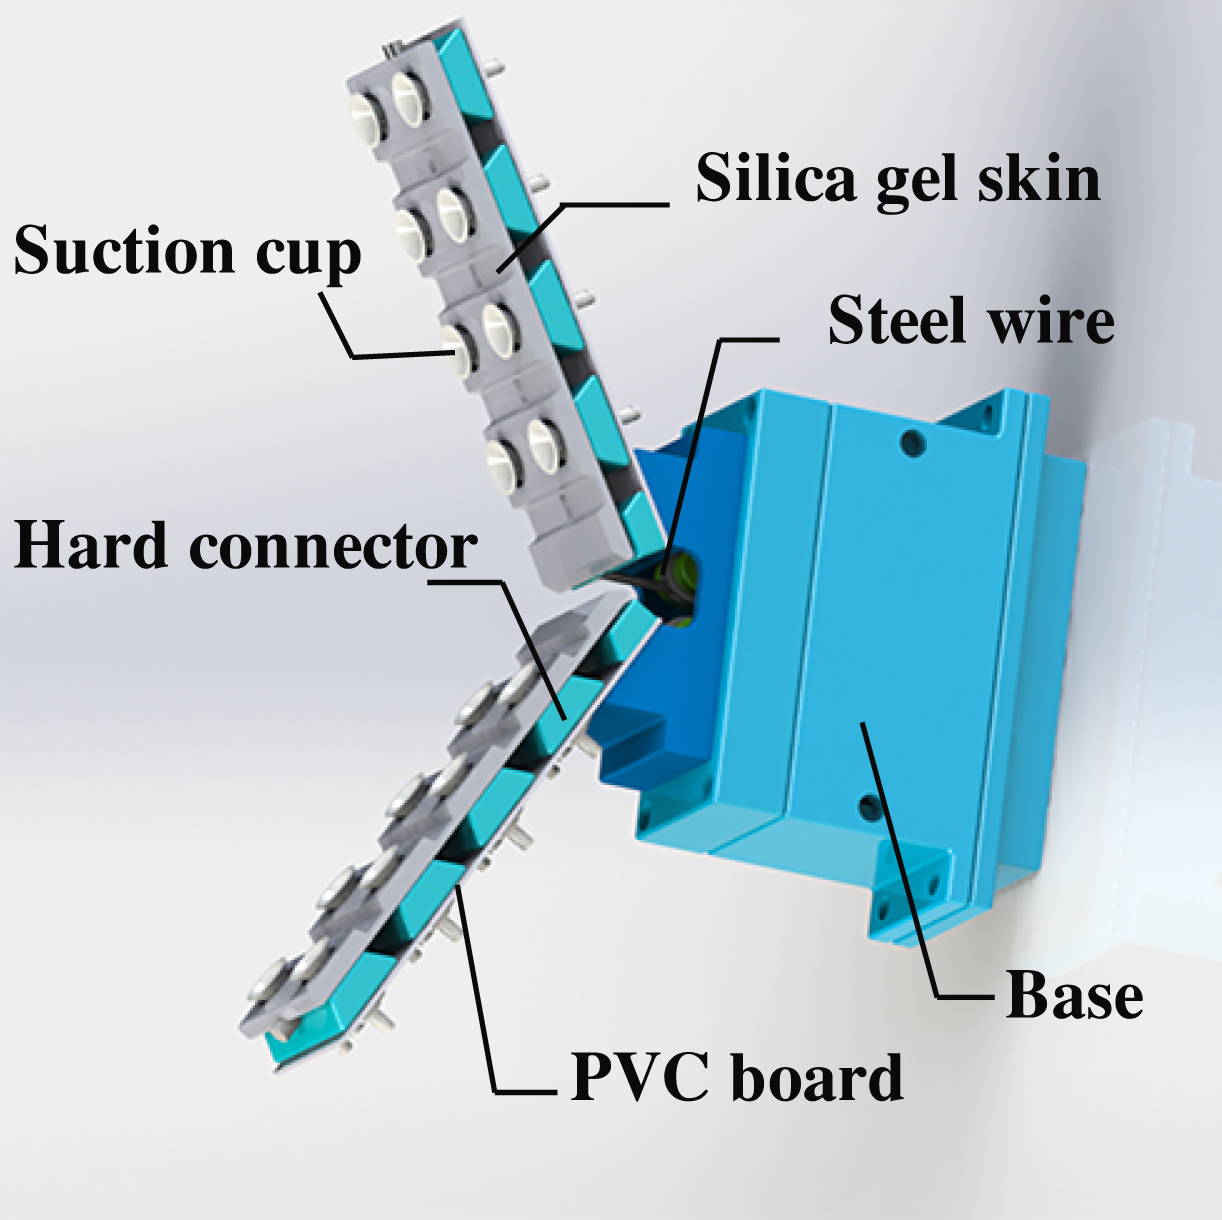 Silica gel skin
Suction cup
Steel wire
Hard connector
Base
PVC board